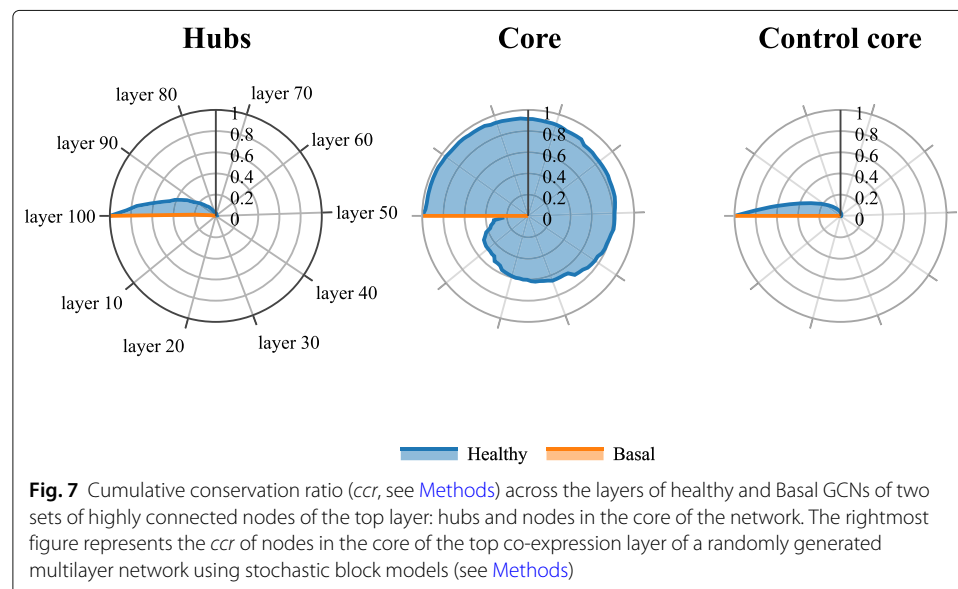 Hubs
Core
Control core
layer 80
layer 70
layer 90
layer 60
layer 100
layer 50
layer 10
layer 40
layer 20
layer 30
1
0.8
0.6
0.4
0.2
0
1
0.8
0.6
0.4
0.2
0
1
0.8
0.6
0.4
0.2
0
Healthy
Basal
Fig. 7 Cumulative conservation ratio (ccr, see Methods) across the layers of healthy and Basal GCNs of two
sets of highly connected nodes of the top layer: hubs and nodes in the core of the network. The rightmost
figure represents the ccr of nodes in the core of the top co-expression layer of a randomly generated
multilayer network using stochastic block models (see Methods)